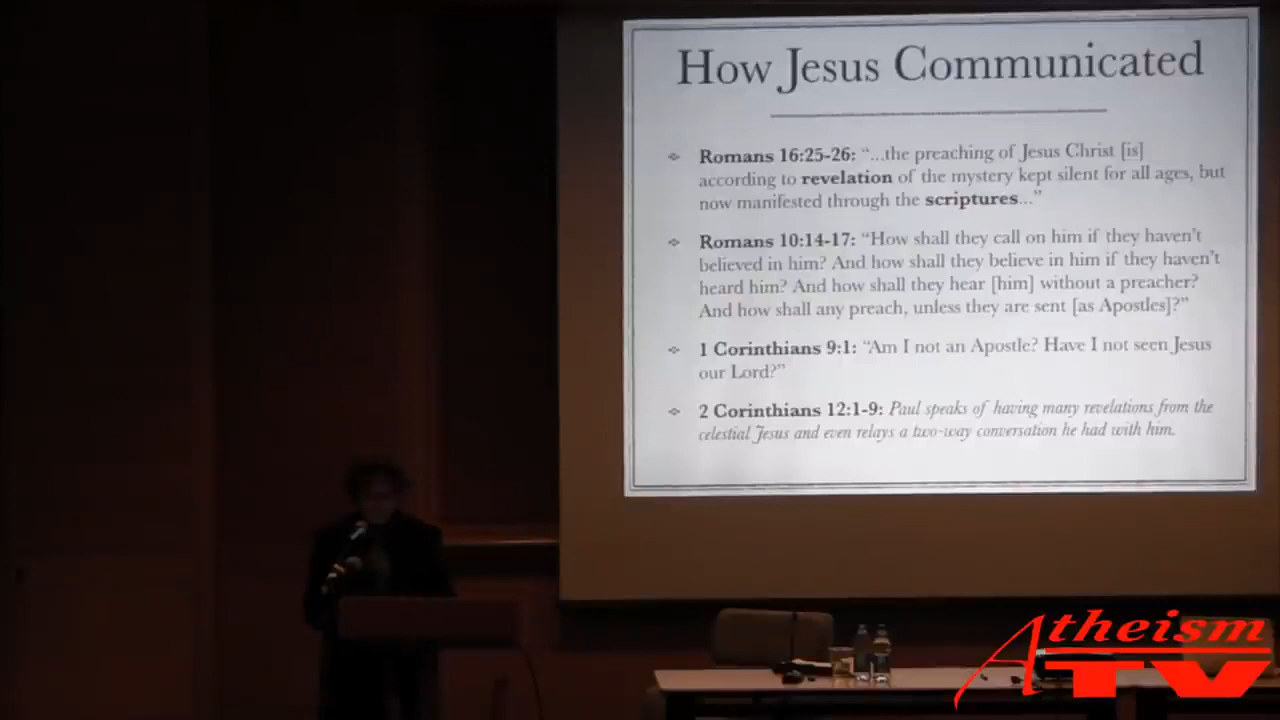 How Jesus Communicated
Romans 16:25-26: “...the preaching of Jesus Christ [is]
according to revelation of the mystery kept silent for all ages, but
now manifested through the scriptures...”
Romans 10:14-17: “How shall they call on him if they haven’t
believed in him? And how shall they believe in him if they haven’t
heard him? And how shall they hear [him] without a preacher?
And how shall any preach, unless they are sent [as Apostles]?”
1 Corinthians 9:1: “Am I not an Apostle? Have I not seen Jesus
our Lord?”
2 Corinthians 12:1-9: Paul speaks of having many revelations from the
celestial Jesus and even relays a two-way conversation he had with him.
Atheism
TV